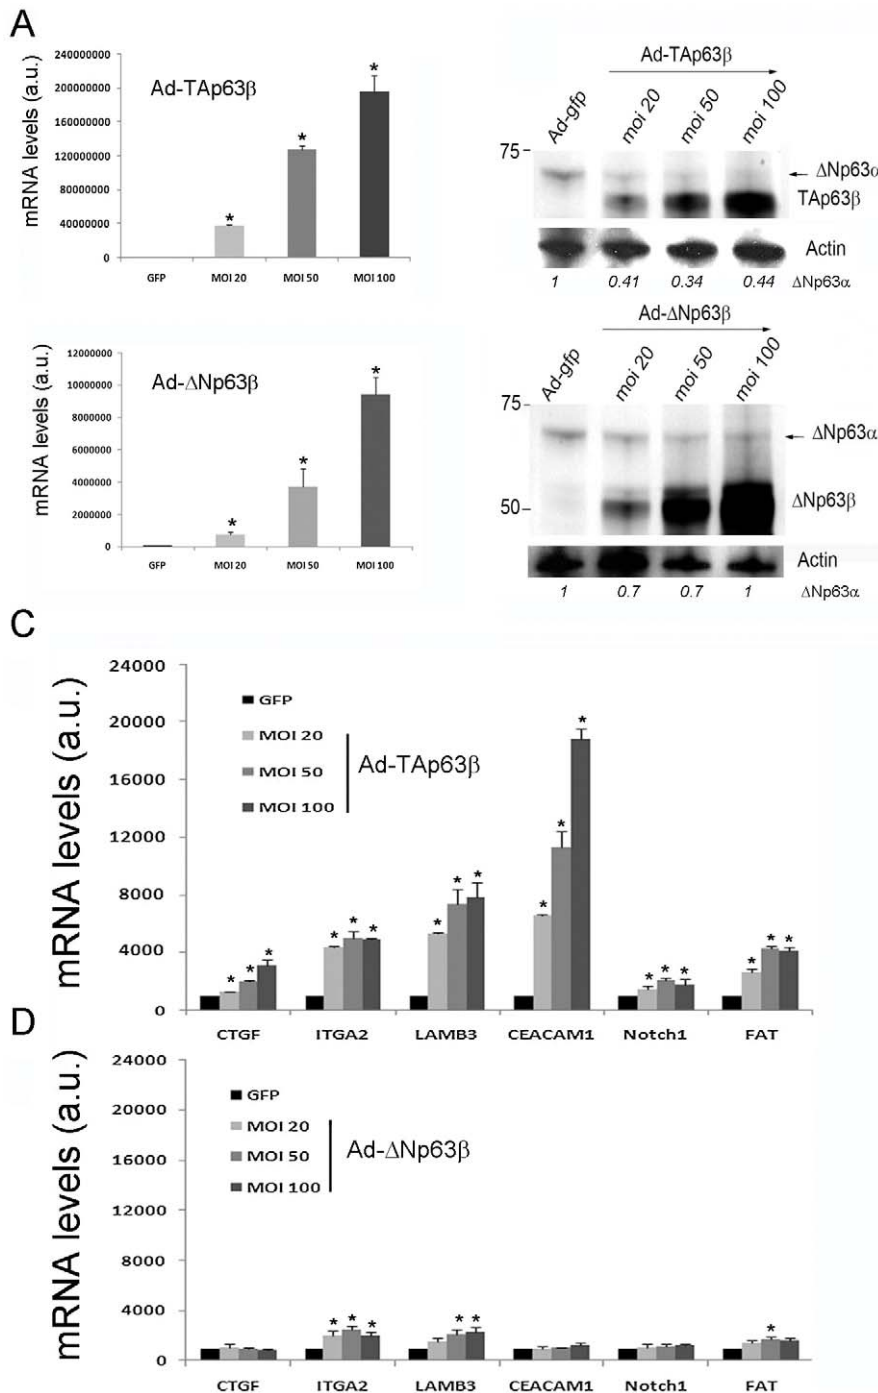 A
mRNA levels (a.u.)
240000000
200000000
160000000
120000000
80000000
40000000
0
Ad-TAp63β
*
*
*
GFP
MOI 20
MOI 50
MOI 100
Ad-TAp63β
Ad-gfp
moi 20
moi 50
moi 100
75
ΔNp63α
TAp63β
Actin
1 0.41 0.34 0.44 ΔNp63α
mRNA levels (a.u.)
12000000
10000000
8000000
6000000
4000000
2000000
0
Ad-ΔNp63β
*
*
*
GFP
MOI 20
MOI 50
MOI 100
Ad-ΔNp63β
Ad-gfp
moi 20
moi 50
moi 100
75
50
ΔNp63α
ΔNp63β
Actin
1 0.7 0.7 1 ΔNp63α
C
mRNA levels (a.u.)
24000
20000
16000
12000
8000
4000
0
GFP
MOI 20
MOI 50
MOI 100
Ad-TAp63β
* * *
* * *
* * *
* * *
* * *
* * *
CTGF
ITGA2
LAMB3
CEACAM1
Notch1
FAT
D
mRNA levels (a.u.)
24000
20000
16000
12000
8000
4000
0
GFP
MOI 20
MOI 50
MOI 100
Ad-ΔNp63β
* * *
* *
*
CTGF
ITGA2
LAMB3
CEACAM1
Notch1
FAT